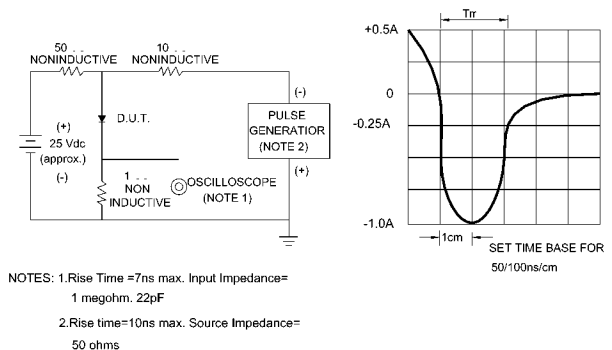 50
NONINDUCTIVE
10
NONINDUCTIVE
(+)
25 Vdc
(approx.)
(-)
D.U.T.
1
NON
INDUCTIVE
OSCILLOSCOPE
(NOTE 1)
(-)
PULSE
GENERATIOR
(NOTE 2)
(+)
Trr
+0.5A
0
-0.25A
-1.0A
1cm
SET TIME BASE FOR
50/100ns/cm
NOTES: 1.Rise Time =7ns max. Input Impedance=
1 megohm. 22pF
2.Rise time=10ns max. Source Impedance=
50 ohms